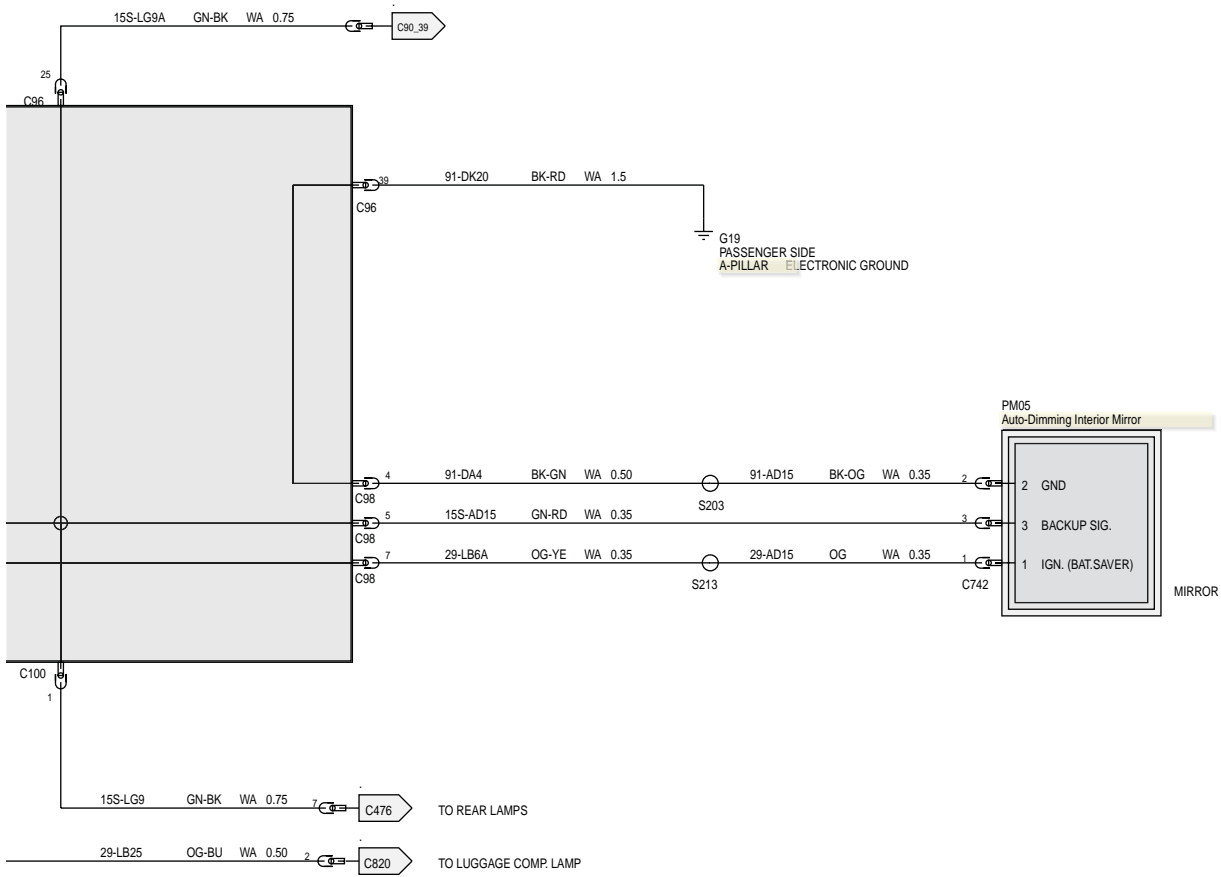 15S-LG9A GN-BK WA 0.75
C90_39
25
C96
39
91-DK20 BK-RD WA 1.5
C96
G19
PASSENGER SIDE
A-PILLAR ELECTRONIC GROUND
PM05
Auto-Dimming Interior Mirror
4 91-DA4 BK-GN WA 0.50 91-AD15 BK-OG WA 0.35 2 2 GND
C98 S203
5 15S-AD15 GN-RD WA 0.35 3 3 BACKUP SIG.
C98
7 29-LB6A OG-YE WA 0.35 29-AD15 OG WA 0.35 1 1 IGN. (BAT.SAVER)
C98 S213 C742
MIRROR
C100
1
15S-LG9 GN-BK WA 0.75 7 C476 TO REAR LAMPS
29-LB25 OG-BU WA 0.50 2 C820 TO LUGGAGE COMP. LAMP